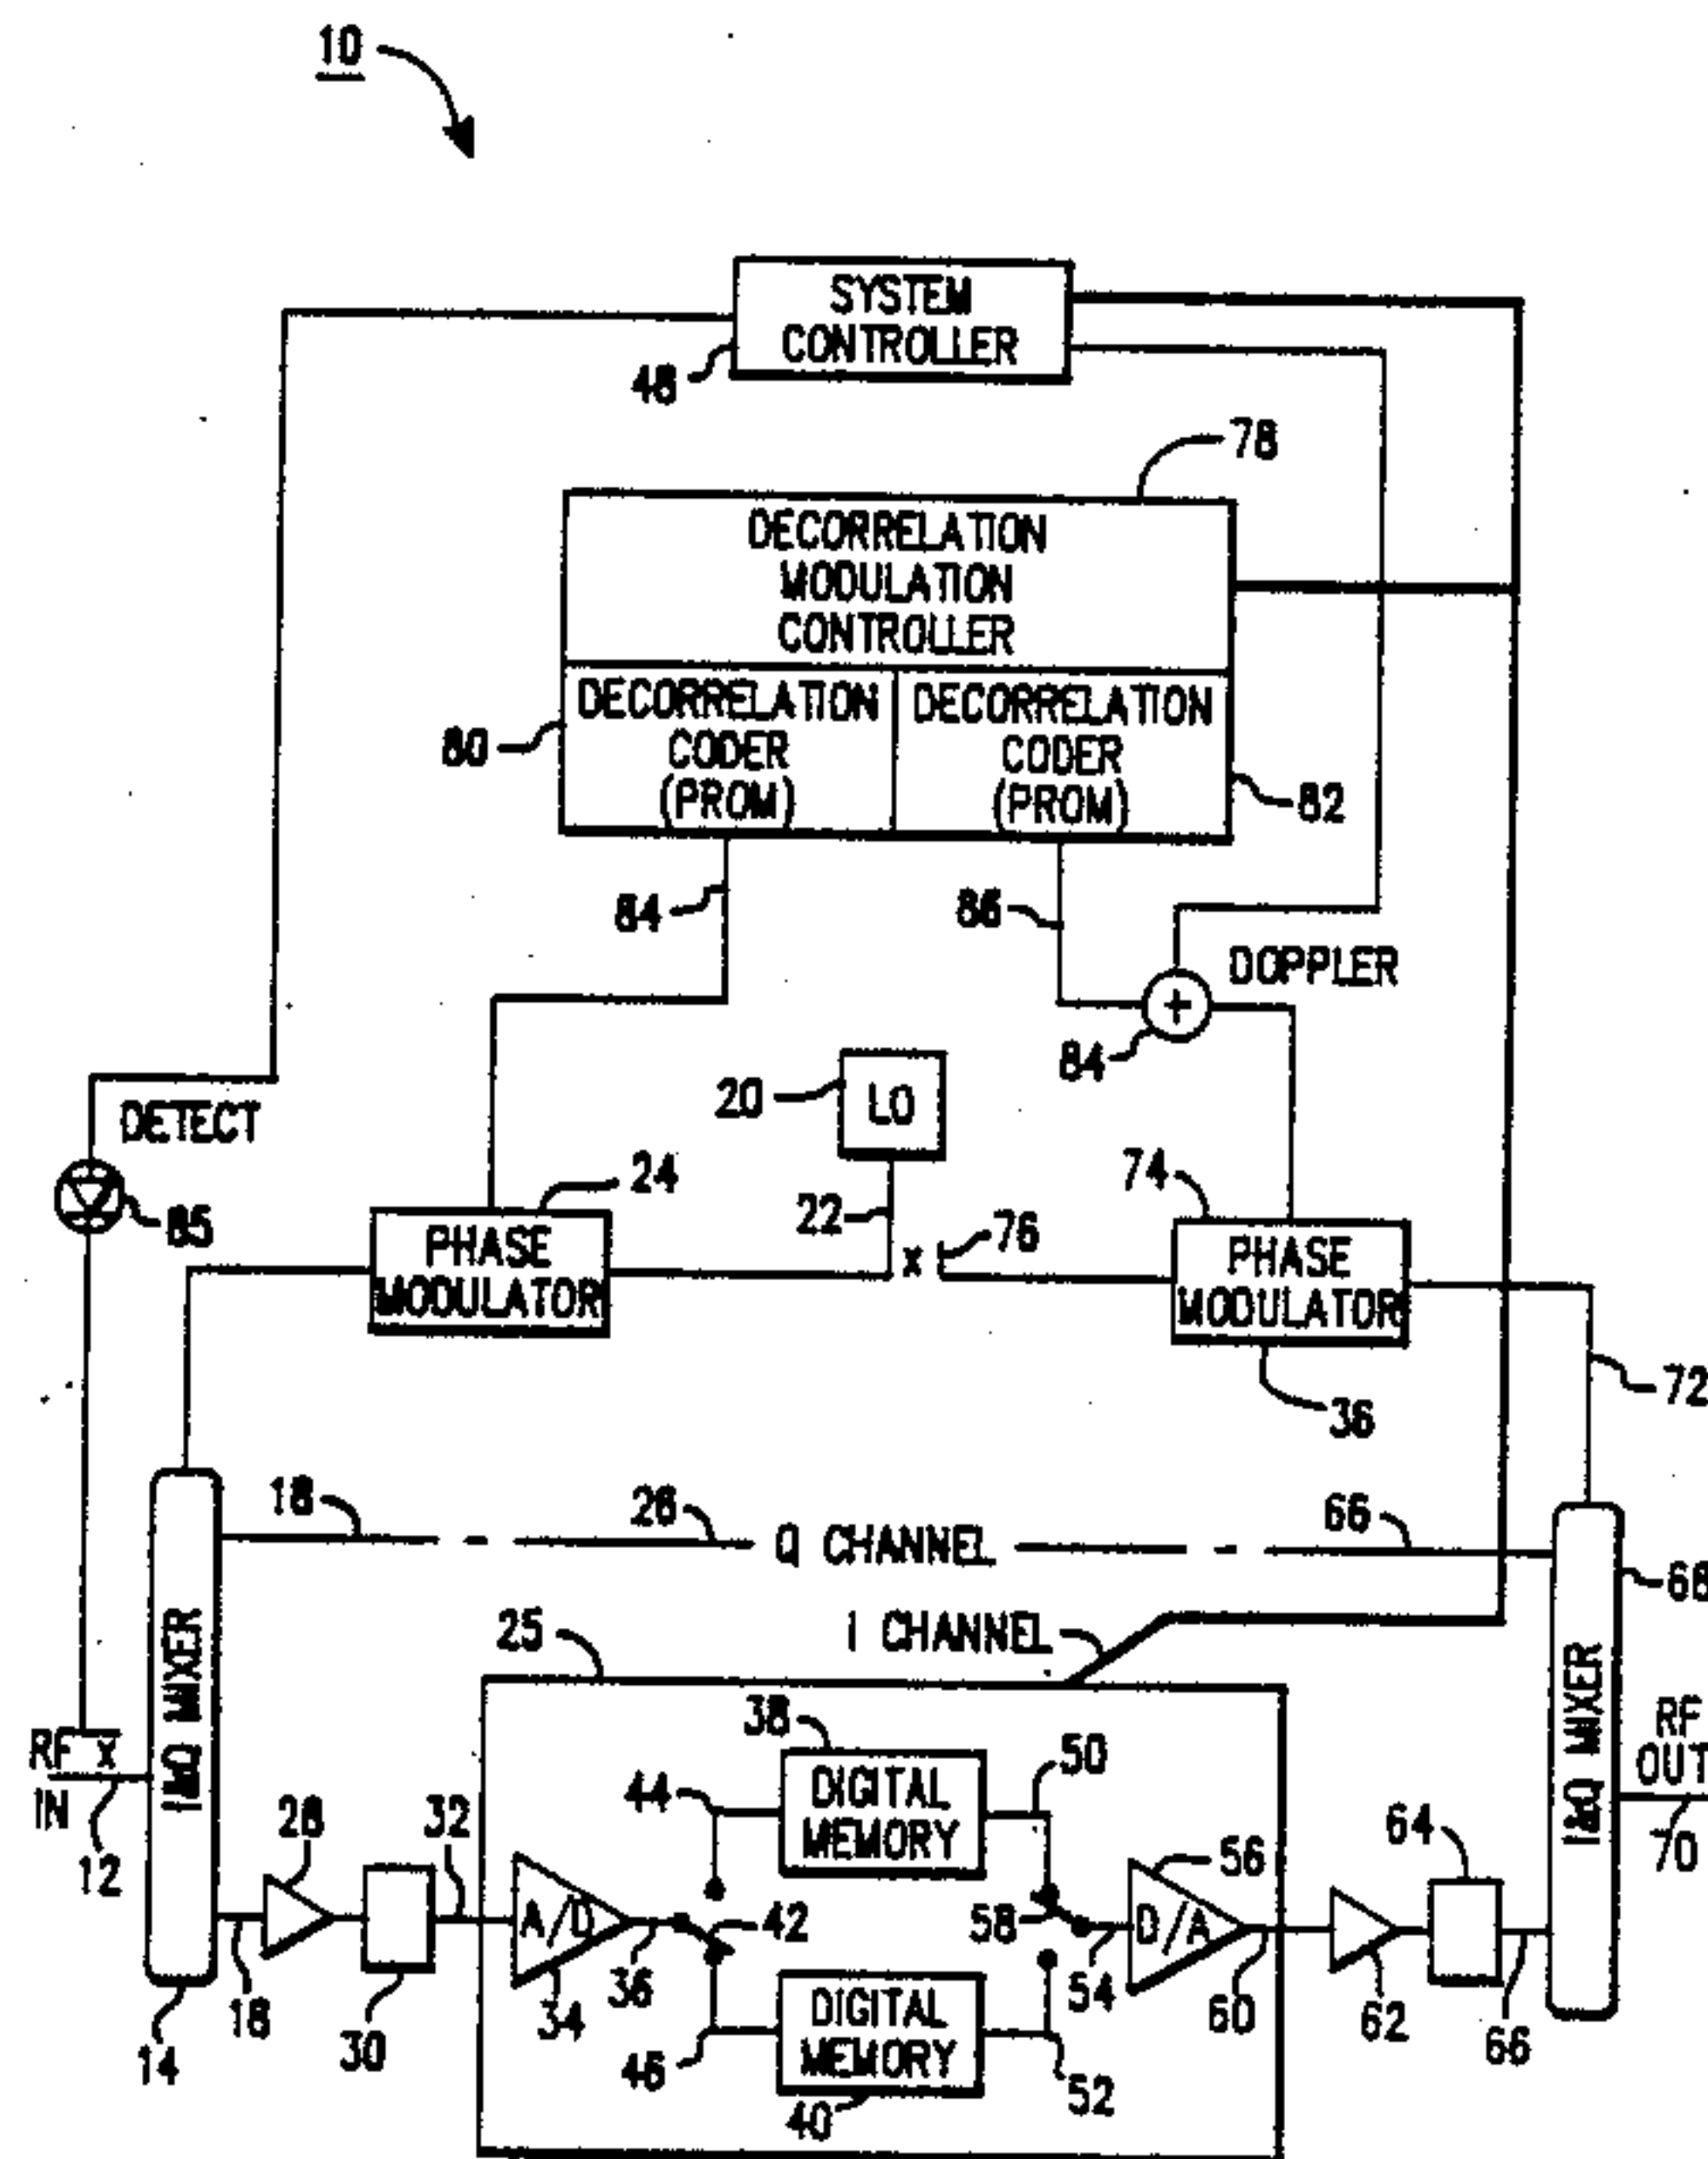 10
SYSTEM
CONTROLLER
48
78
DECORRELATION
MODULATION
CONTROLLER
DECORRELATION
CODER
(PROM)
DECORRELATION
CODER
(PROM)
80
82
84
86
DOPPLER
+
84
20
LO
DETECT
85
24
22
76
74
PHASE
MODULATOR
X
PHASE
MODULATOR
36
72
18
26
Q CHANNEL
66
68
25
I CHANNEL
I&Q MIXER
I&Q MIXER
RF X
IN
12
RF
OUT
70
38
DIGITAL
MEMORY
44
50
28
32
A/D
42
58
56
D/A
64
18
14
30
34
36
46
DIGITAL
MEMORY
40
52
54
60
62
66